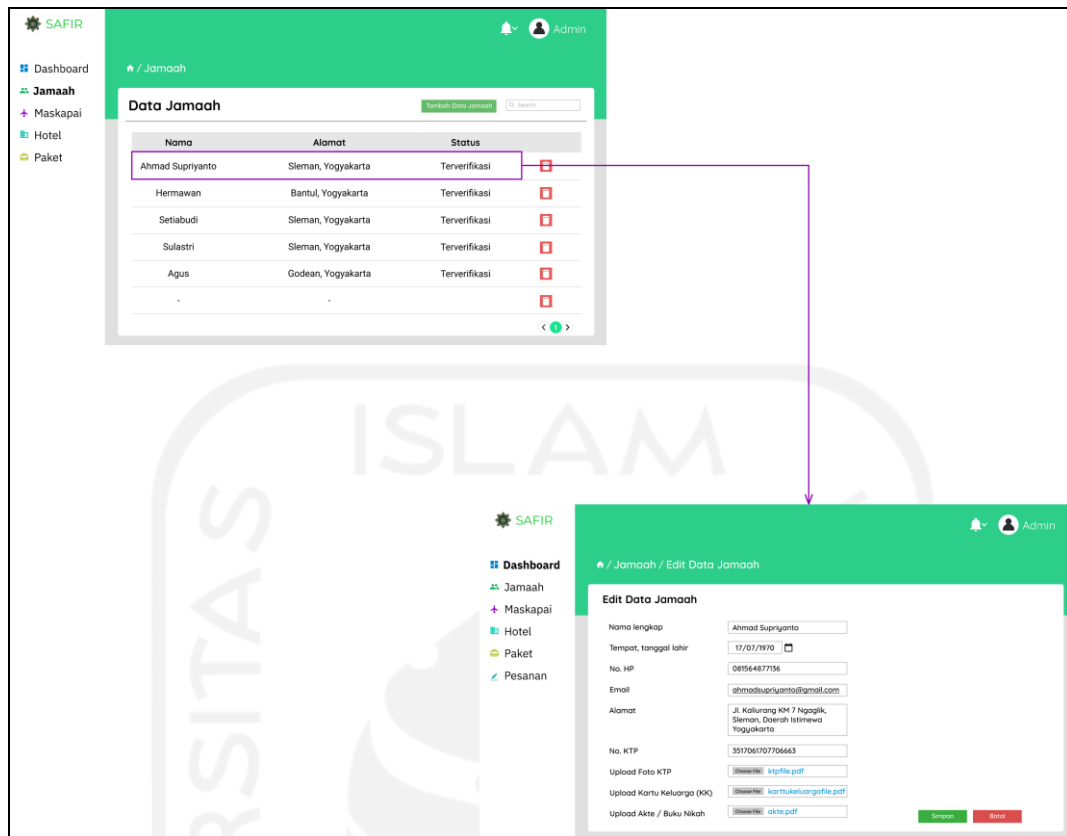 SAFIR
Admin
Dashboard
Jamaah
Maskapai
Hotel
Paket
/ Jamaah
Data Jamaah
Tambah Data Jamaah
Search
Nama Alamat Status
Ahmad Supriyanto Sleman, Yogyakarta Terverifikasi
Hermawan Bantul, Yogyakarta Terverifikasi
Setiabudi Sleman, Yogyakarta Terverifikasi
Sulastri Sleman, Yogyakarta Terverifikasi
Agus Godean, Yogyakarta Terverifikasi
- -
< 1 >
ISLAM
SITAS
SAFIR
Admin
Dashboard
Jamaah
Maskapai
Hotel
Paket
Pesanan
/ Jamaah / Edit Data Jamaah
Edit Data Jamaah
Nama lengkap Ahmad Supriyanto
Tempat, tanggal lahir 17/07/1970
No. HP 081564877136
Email ahmadsupriyanto@gmail.com
Alamat Jl. Kaliurang KM 7 Ngaglik,
Sleman, Daerah Istimewa
Yogyakarta
No. KTP 3517061707706663
Upload Foto KTP Choose File ktpfile.pdf
Upload Kartu Keluarga (KK) Choose File karttukeluargafile.pdf
Upload Akte / Buku Nikah Choose File akte.pdf
Simpan Batal